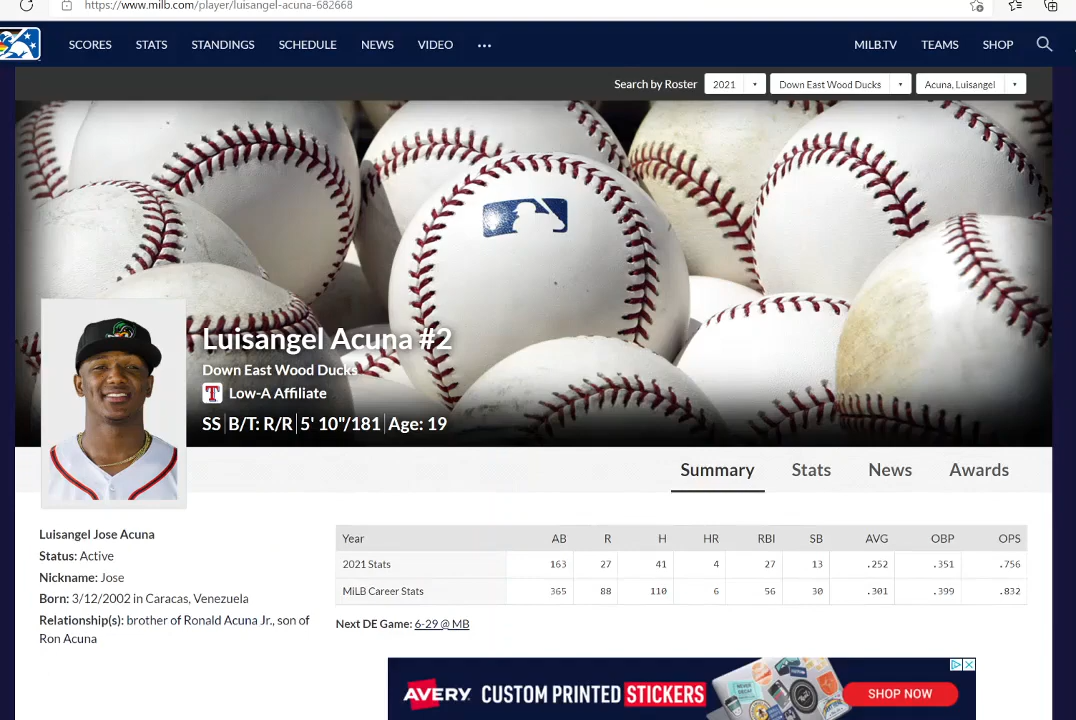 https://www.milb.com/player/luisangel-acuna-682668
SCORES STATS STANDINGS SCHEDULE NEWS VIDEO ••• MILB.TV TEAMS SHOP
Search by Roster 2021 Down East Wood Ducks Acuna, Luisangel
Luisangel Acuna #2
Down East Wood Ducks
T Low-A Affiliate
SS B/T: R/R 5' 10"/181 Age: 19
Summary Stats News Awards
Luisangel Jose Acuna
Status: Active
Nickname: Jose
Born: 3/12/2002 in Caracas, Venezuela
Relationship(s): brother of Ronald Acuna Jr., son of
Ron Acuna
Year AB R H HR RBI SB AVG OBP OPS
2021 Stats 163 27 41 4 27 13 .252 .351 .756
MiLB Career Stats 365 88 110 6 56 30 .301 .399 .832
Next DE Game: 6-29 @ MB
AVERY CUSTOM PRINTED STICKERS SHOP NOW